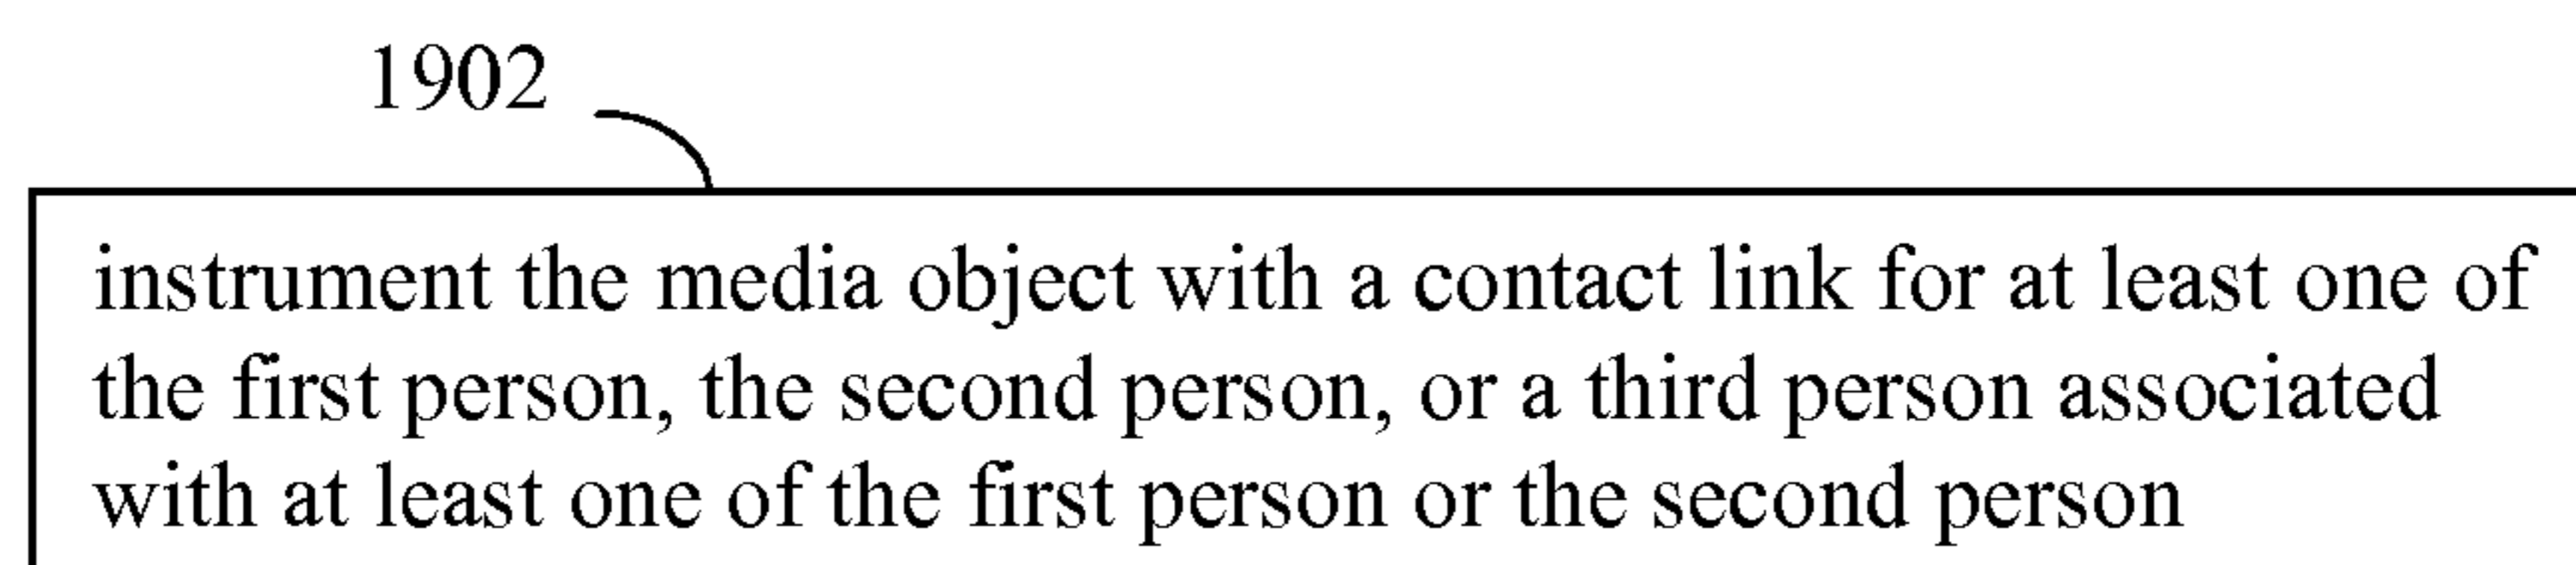 1902
instrument the media object with a contact link for at least one of
the first person, the second person, or a third person associated
with at least one of the first person or the second person